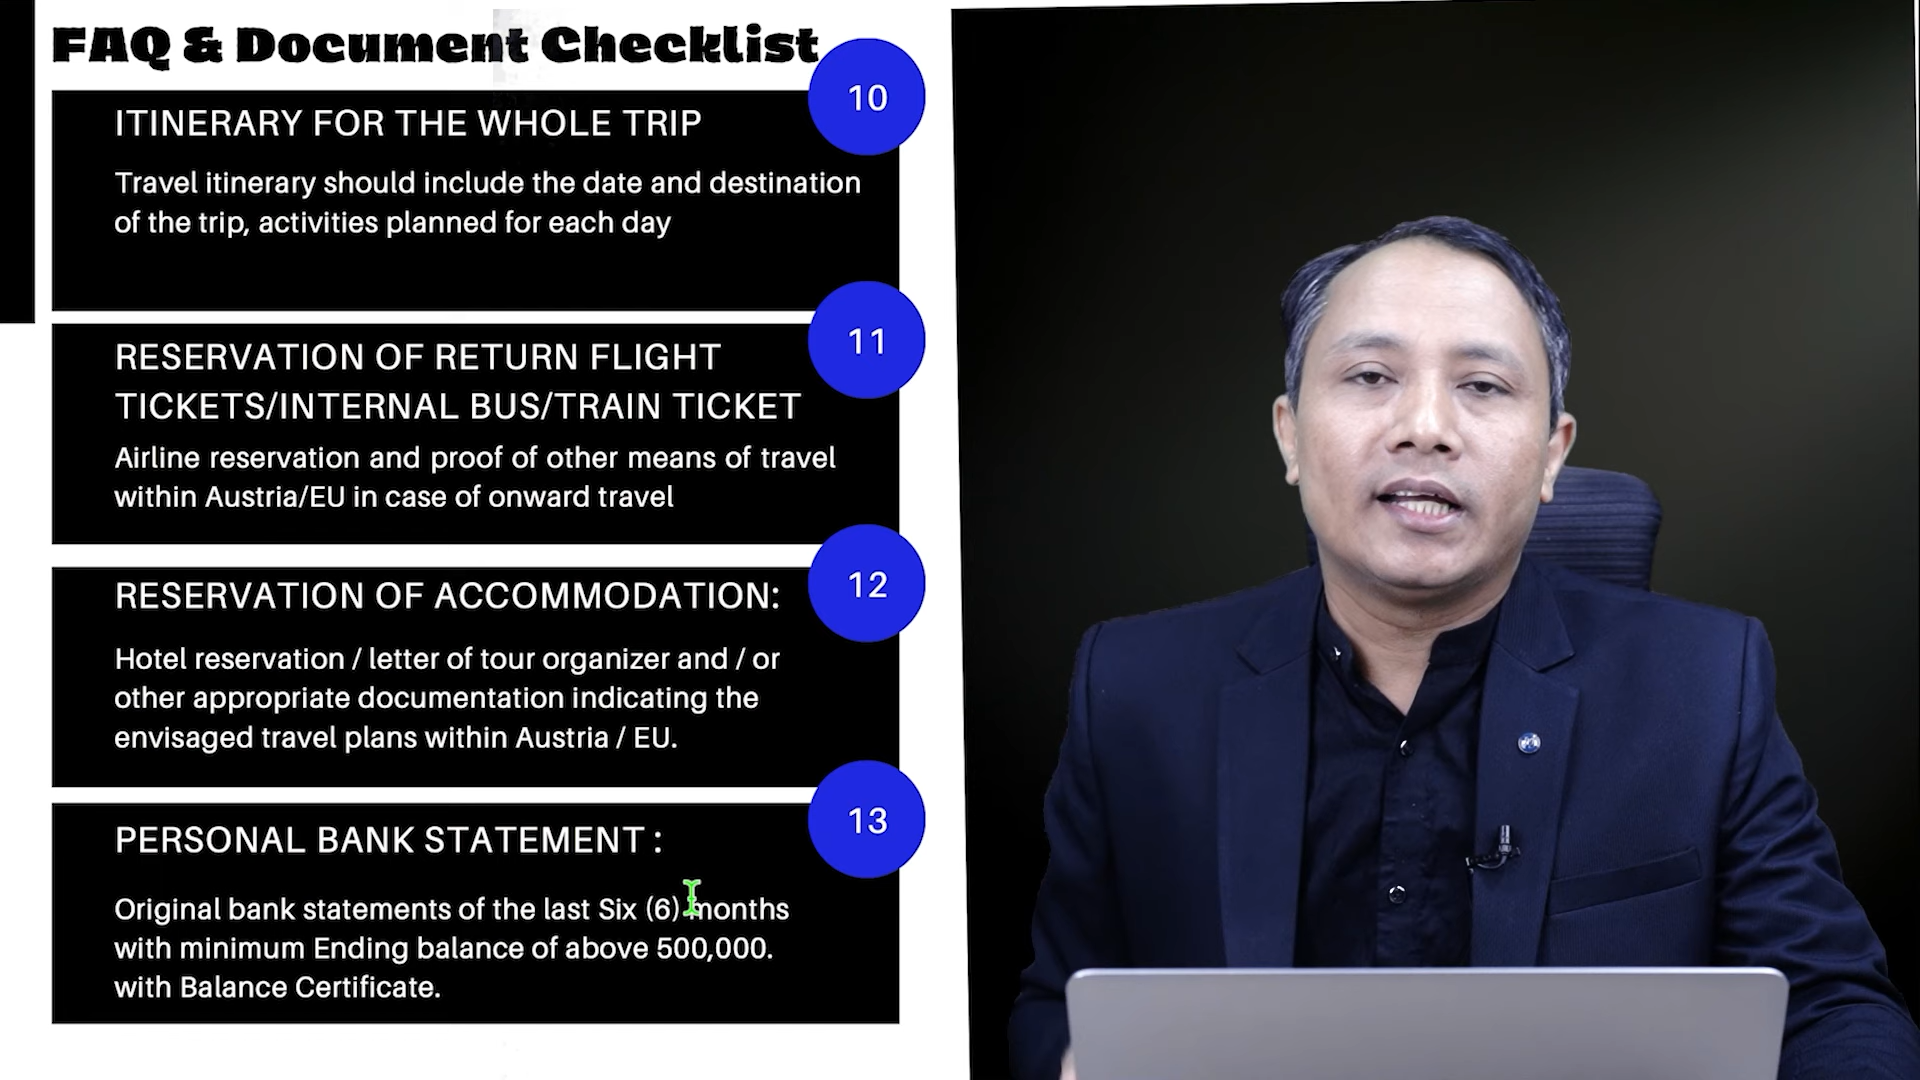 FAQ & Document Checklist
10
ITINERARY FOR THE WHOLE TRIP
Travel itinerary should include the date and destination
of the trip, activities planned for each day
11
RESERVATION OF RETURN FLIGHT
TICKETS/INTERNAL BUS/TRAIN TICKET
Airline reservation and proof of other means of travel
within Austria/EU in case of onward travel
12
RESERVATION OF ACCOMMODATION:
Hotel reservation / letter of tour organizer and / or
other appropriate documentation indicating the
envisaged travel plans within Austria / EU.
13
PERSONAL BANK STATEMENT :
Original bank statements of the last Six (6) months
with minimum Ending balance of above 500,000.
with Balance Certificate.